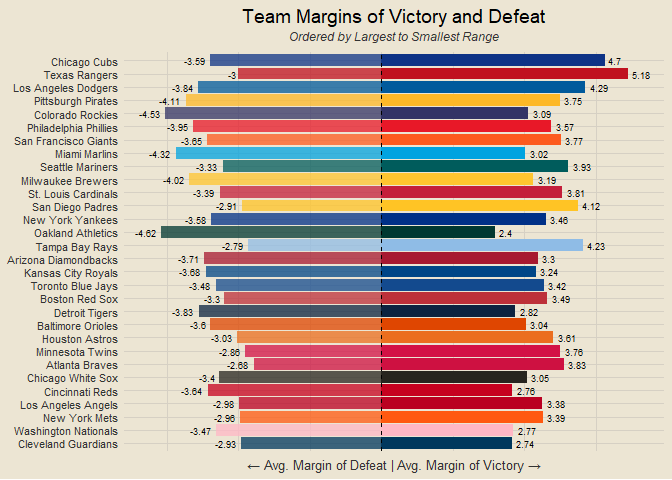 Team Margins of Victory and Defeat
Ordered by Largest to Smallest Range
Chicago Cubs -3.59 4.7
Texas Rangers -3 5.18
Los Angeles Dodgers -3.84 4.29
Pittsburgh Pirates -4.11 3.75
Colorado Rockies -4.53 3.09
Philadelphia Phillies -3.95 3.57
San Francisco Giants -3.65 3.77
Miami Marlins -4.32 3.02
Seattle Mariners -3.33 3.93
Milwaukee Brewers -4.02 3.19
St. Louis Cardinals -3.39 3.81
San Diego Padres -2.91 4.12
New York Yankees -3.58 3.46
Oakland Athletics -4.62 2.4
Tampa Bay Rays -2.79 4.23
Arizona Diamondbacks -3.71 3.3
Kansas City Royals -3.68 3.24
Toronto Blue Jays -3.48 3.42
Boston Red Sox -3.3 3.49
Detroit Tigers -3.83 2.82
Baltimore Orioles -3.6 3.04
Houston Astros -3.03 3.61
Minnesota Twins -2.86 3.76
Atlanta Braves -2.68 3.83
Chicago White Sox -3.4 3.05
Cincinnati Reds -3.64 2.76
Los Angeles Angels -2.98 3.38
New York Mets -2.96 3.39
Washington Nationals -3.47 2.77
Cleveland Guardians -2.93 2.74
← Avg. Margin of Defeat | Avg. Margin of Victory →